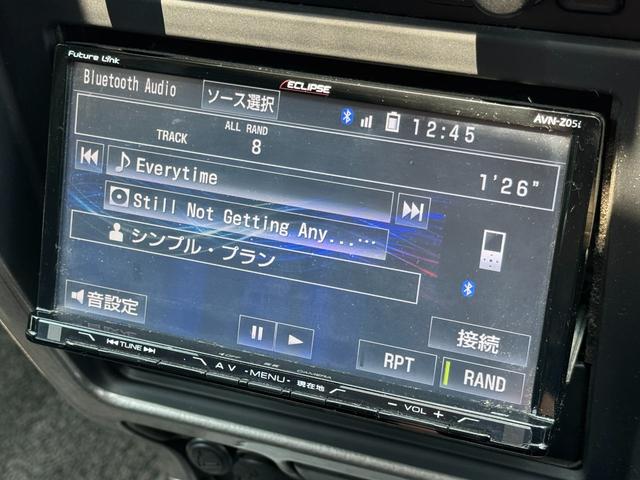 Future Link
ECLIPSE
AVN-Z05i
Bluetooth Audio
ソース選択
12:45
ALL RAND
TRACK
8
1'26"
Everytime
Still Not Getting Any...…
シンプル・プラン
音設定
接続
RPT
RAND
TUNE
AV
MENU
現在地
− VOL +